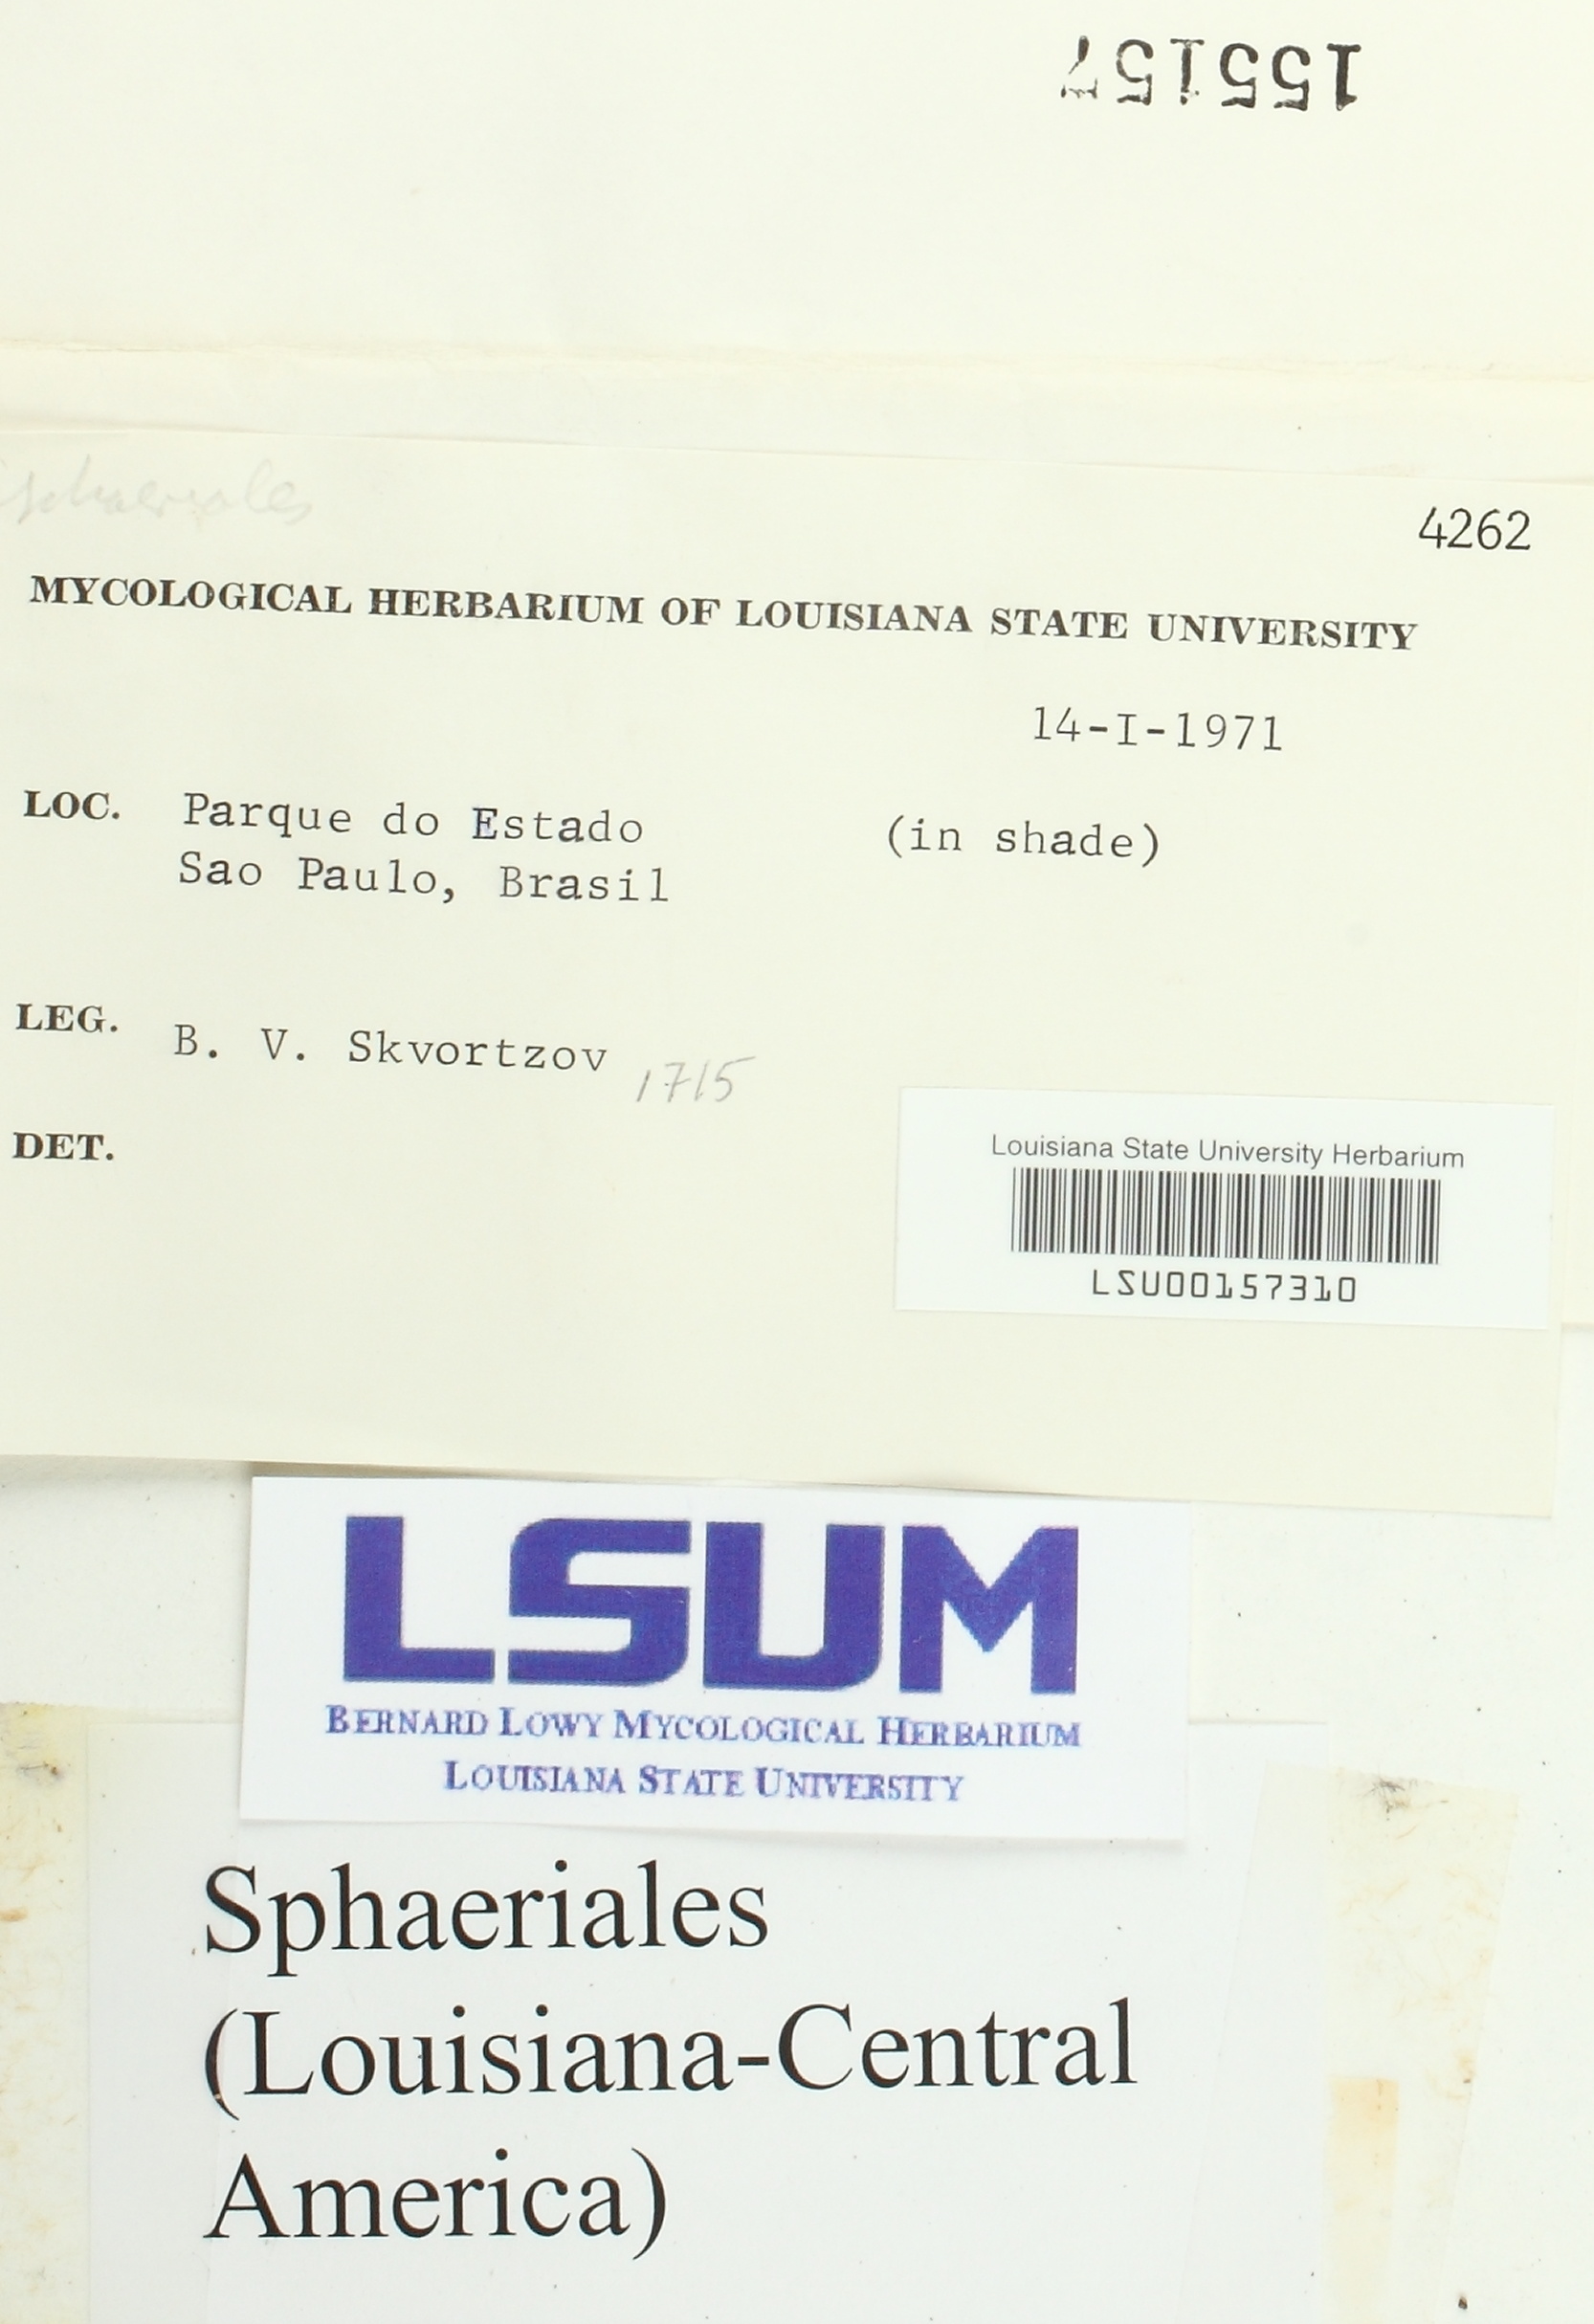 155157
Sphaeriales
4262
MYCOLOGICAL HERBARIUM OF LOUISIANA STATE UNIVERSITY
14-I-1971
LOC. Parque do Estado (in shade)
Sao Paulo, Brasil
LEG. B. V. Skvortzov 1715
DET.
Louisiana State University Herbarium
LSU00157310
LSUM
BERNARD LOWY MYCOLOGICAL HERBARIUM
LOUISIANA STATE UNIVERSITY
Sphaeriales
(Louisiana-Central
America)